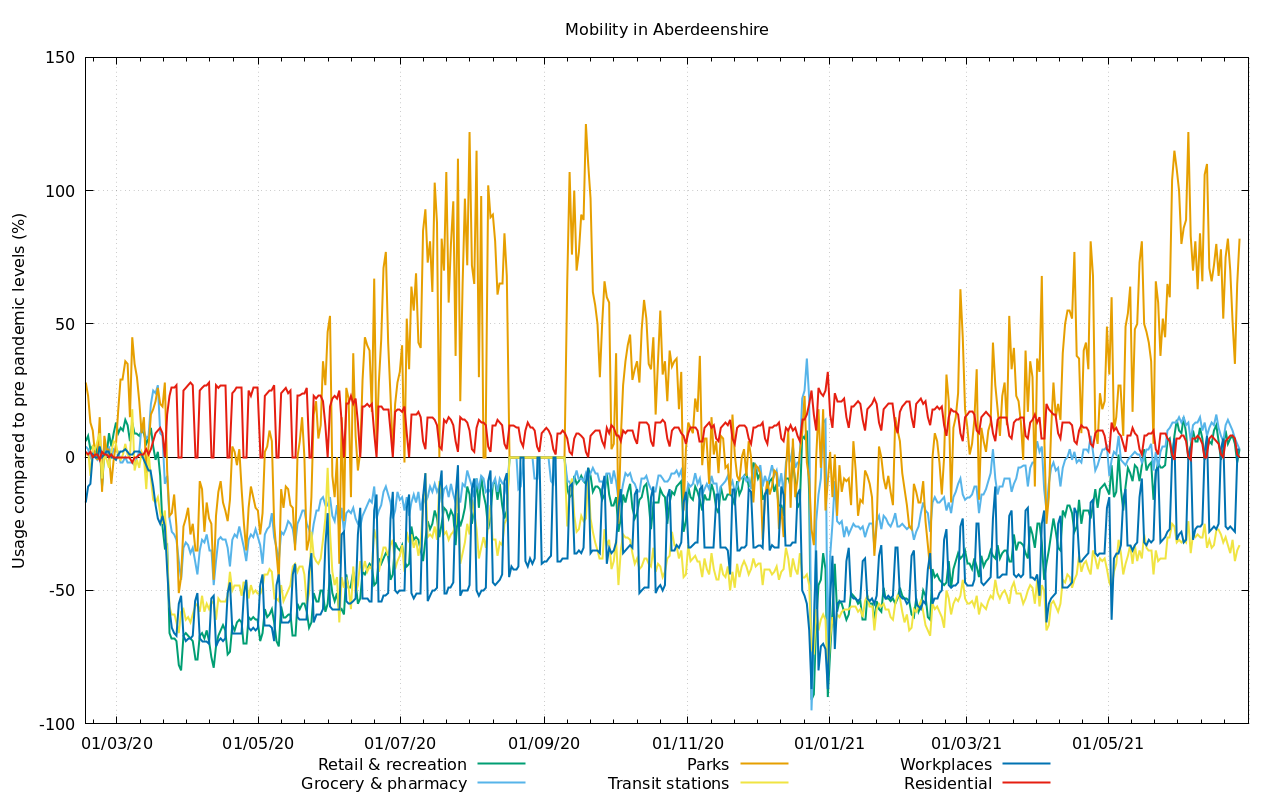 Mobility in Aberdeenshire
Usage compared to pre pandemic levels (%)
150
100
50
0
-50
-100
01/03/20 01/05/20 01/07/20 01/09/20 01/11/20 01/01/21 01/03/21 01/05/21
Retail & recreation Parks Workplaces
Grocery & pharmacy Transit stations Residential